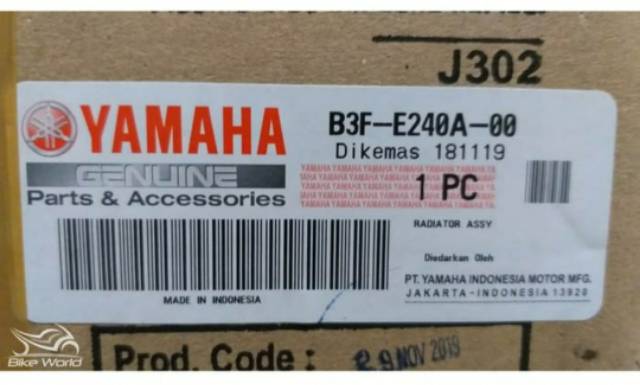 J302
YAMAHA
GENUINE
Parts & Accessories
B3F-E240A-00
Dikemas 181119
1 PC
RADIATOR ASSY
Diedarkan Oleh
PT. YAMAHA INDONESIA MOTOR MFG.
JAKARTA-INDONESIA 13920
MADE IN INDONESIA
Prod. Code :
29 NOV 2019
Bike World